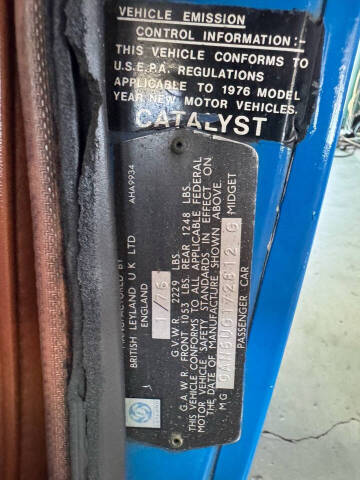 VEHICLE EMISSION
CONTROL INFORMATION:-
THIS VEHICLE CONFORMS TO
U.S.E.P.A. REGULATIONS
APPLICABLE TO 1976 MODEL
YEAR NEW MOTOR VEHICLES.
CATALYST
MANUFACTURED BY
BRITISH LEYLAND U K LTD AHA9934
ENGLAND
1/76
G.V.W.R. 2229 LBS.
G.A.W.R. FRONT 1053 LBS. REAR 1248 LBS.
THIS VEHICLE CONFORMS TO ALL APPLICABLE FEDERAL
MOTOR VEHICLE SAFETY STANDARDS IN EFFECT ON
THE DATE OF MANUFACTURE SHOWN ABOVE.
MG GAN6UG172812 G MIDGET
PASSENGER CAR